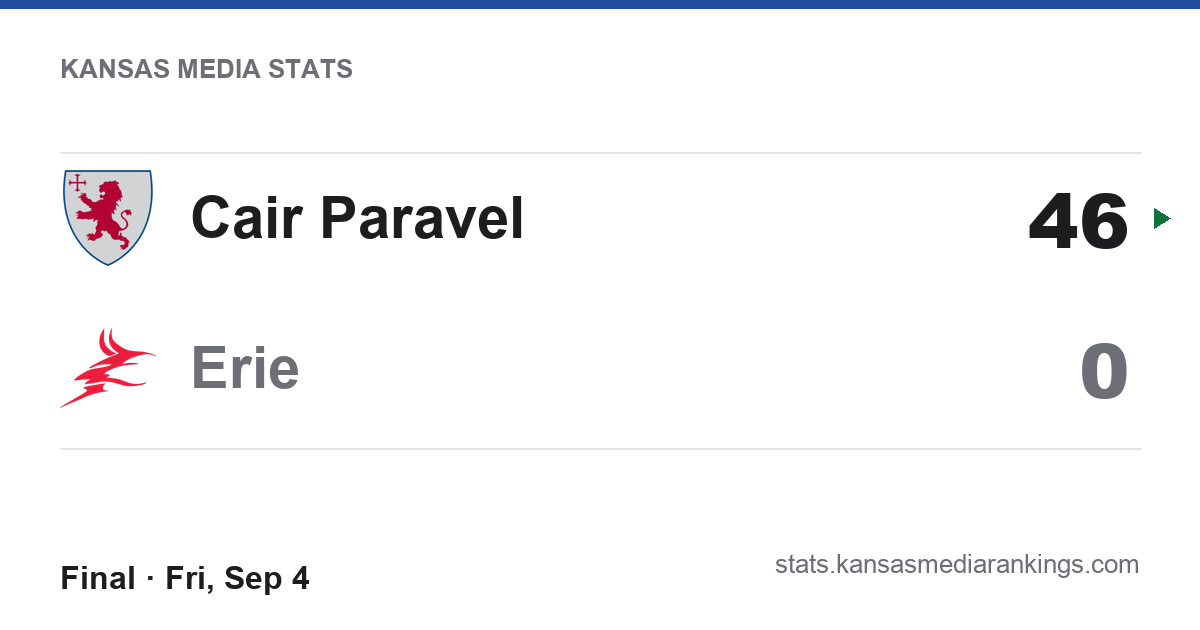 KANSAS MEDIA STATS
Cair Paravel 46
Erie 0
Final · Fri, Sep 4
stats.kansasmediarankings.com